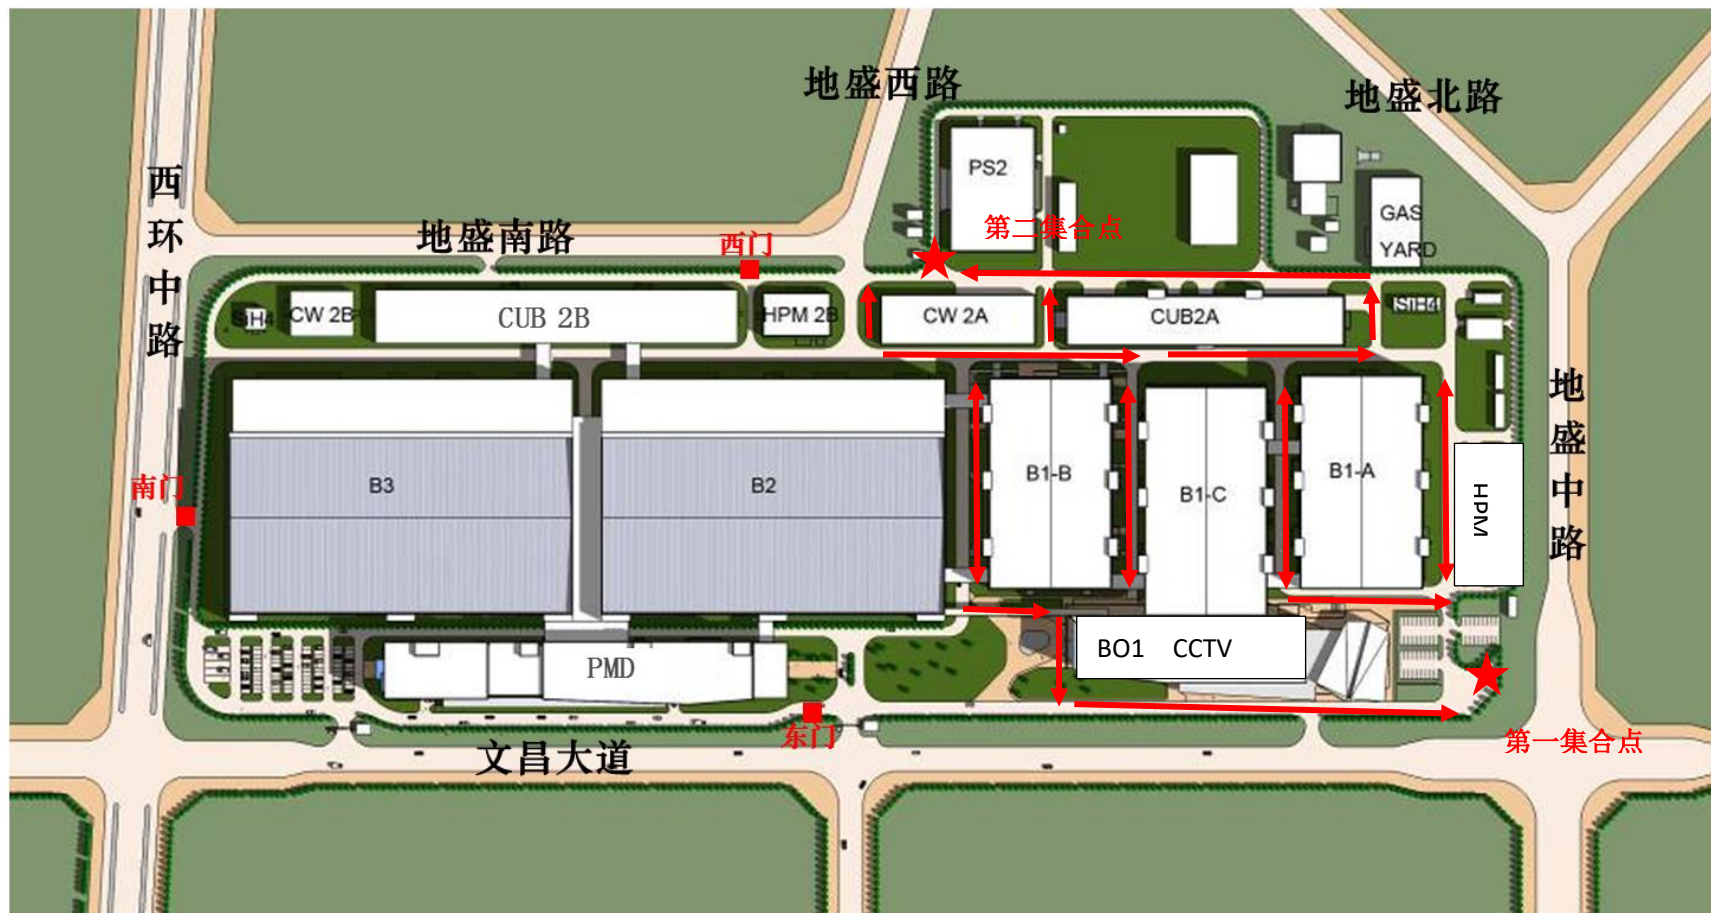 地盛西路
地盛北路
PS2
西环中路
GAS
YARD
地盛南路
西门
第二集合点
SiH4
CW 2B
CUB 2B
HPM 2B
CW 2A
CUB2A
SiH4
地盛中路
南门
B3
B2
B1-B
B1-C
B1-A
HPM
PMD
BO1 CCTV
东门
文昌大道
第一集合点